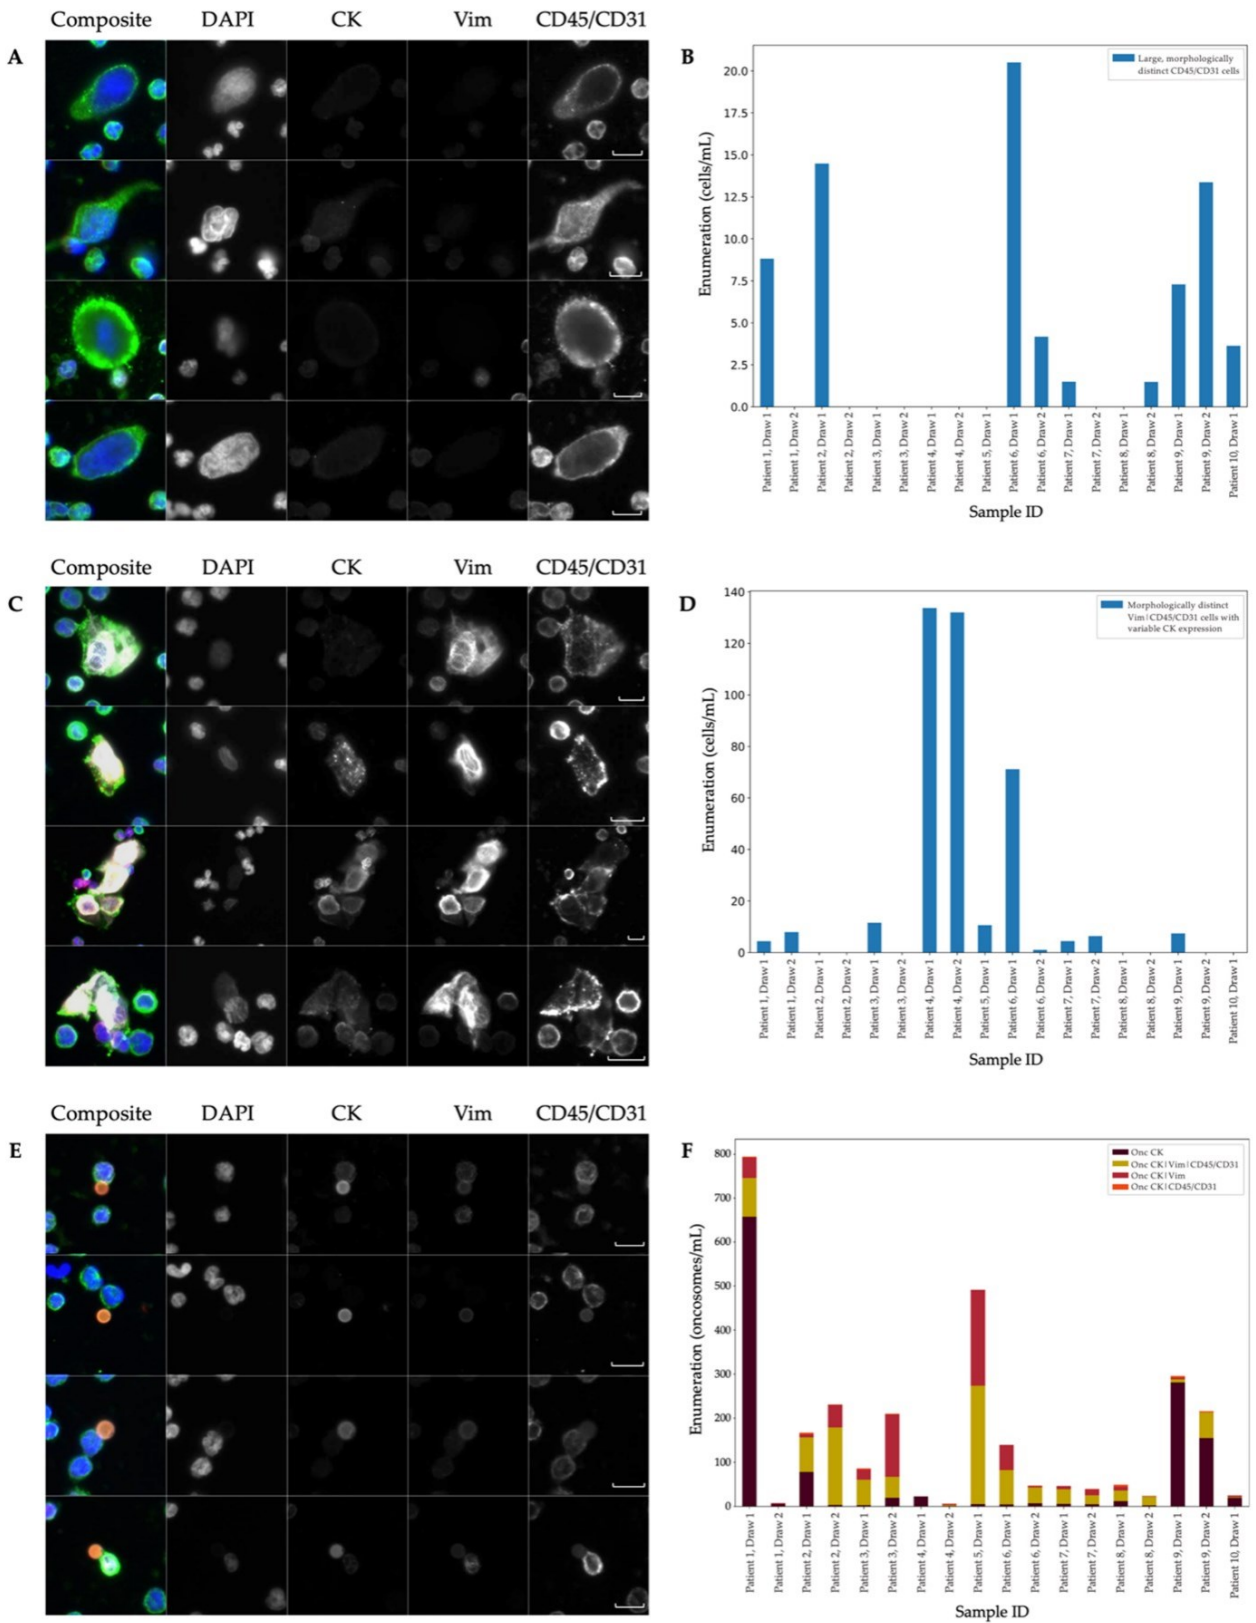 Composite DAPI CK Vim CD45/CD31
A
B
Large, morphologically
distinct CD45/CD31 cells
Enumeration (cells/mL)
20.0
17.5
15.0
12.5
10.0
7.5
5.0
2.5
0.0
Patient 1, Draw 1
Patient 1, Draw 2
Patient 2, Draw 1
Patient 2, Draw 2
Patient 3, Draw 1
Patient 3, Draw 2
Patient 4, Draw 1
Patient 4, Draw 2
Patient 5, Draw 1
Patient 6, Draw 1
Patient 6, Draw 2
Patient 7, Draw 1
Patient 7, Draw 2
Patient 8, Draw 1
Patient 8, Draw 2
Patient 9, Draw 1
Patient 9, Draw 2
Patient 10, Draw 1
Sample ID
Composite DAPI CK Vim CD45/CD31
C
D
Morphologically distinct
Vim|CD45/CD31 cells with
variable CK expression
Enumeration (cells/mL)
140
120
100
80
60
40
20
0
Patient 1, Draw 1
Patient 1, Draw 2
Patient 2, Draw 1
Patient 2, Draw 2
Patient 3, Draw 1
Patient 3, Draw 2
Patient 4, Draw 1
Patient 4, Draw 2
Patient 5, Draw 1
Patient 6, Draw 1
Patient 6, Draw 2
Patient 7, Draw 1
Patient 7, Draw 2
Patient 8, Draw 1
Patient 8, Draw 2
Patient 9, Draw 1
Patient 9, Draw 2
Patient 10, Draw 1
Sample ID
Composite DAPI CK Vim CD45/CD31
E
F
Onc CK
Onc CK|Vim|CD45/CD31
Onc CK|Vim
Onc CK|CD45/CD31
Enumeration (oncosomes/mL)
800
700
600
500
400
300
200
100
0
Patient 1, Draw 1
Patient 1, Draw 2
Patient 2, Draw 1
Patient 2, Draw 2
Patient 3, Draw 1
Patient 3, Draw 2
Patient 4, Draw 1
Patient 4, Draw 2
Patient 5, Draw 1
Patient 6, Draw 1
Patient 6, Draw 2
Patient 7, Draw 1
Patient 7, Draw 2
Patient 8, Draw 1
Patient 8, Draw 2
Patient 9, Draw 1
Patient 9, Draw 2
Patient 10, Draw 1
Sample ID